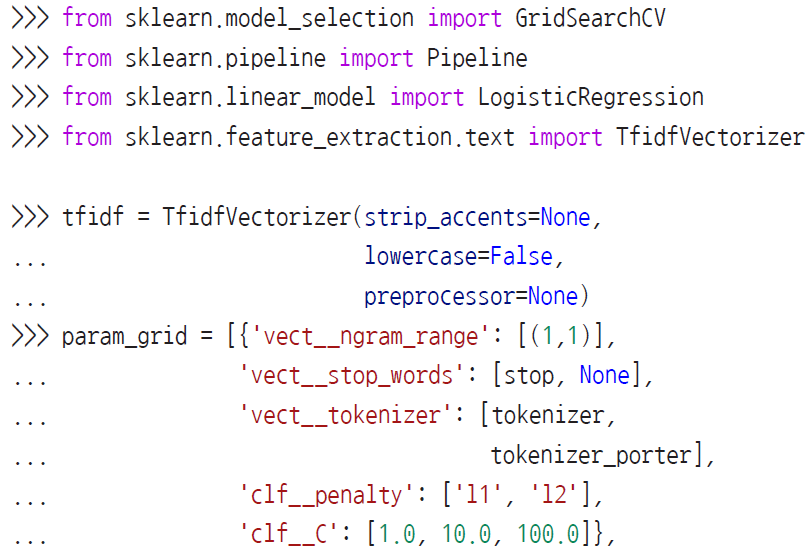 >>> from sklearn.model_selection import GridSearchCV
>>> from sklearn.pipeline import Pipeline
>>> from sklearn.linear_model import LogisticRegression
>>> from sklearn.feature_extraction.text import TfidfVectorizer
>>> tfidf = TfidfVectorizer(strip_accents=None,
...                         lowercase=False,
...                         preprocessor=None)
>>> param_grid = [{'vect__ngram_range': [(1,1)],
...                'vect__stop_words': [stop, None],
...                'vect__tokenizer': [tokenizer,
...                                    tokenizer_porter],
...                'clf__penalty': ['l1', 'l2'],
...                'clf__C': [1.0, 10.0, 100.0]},